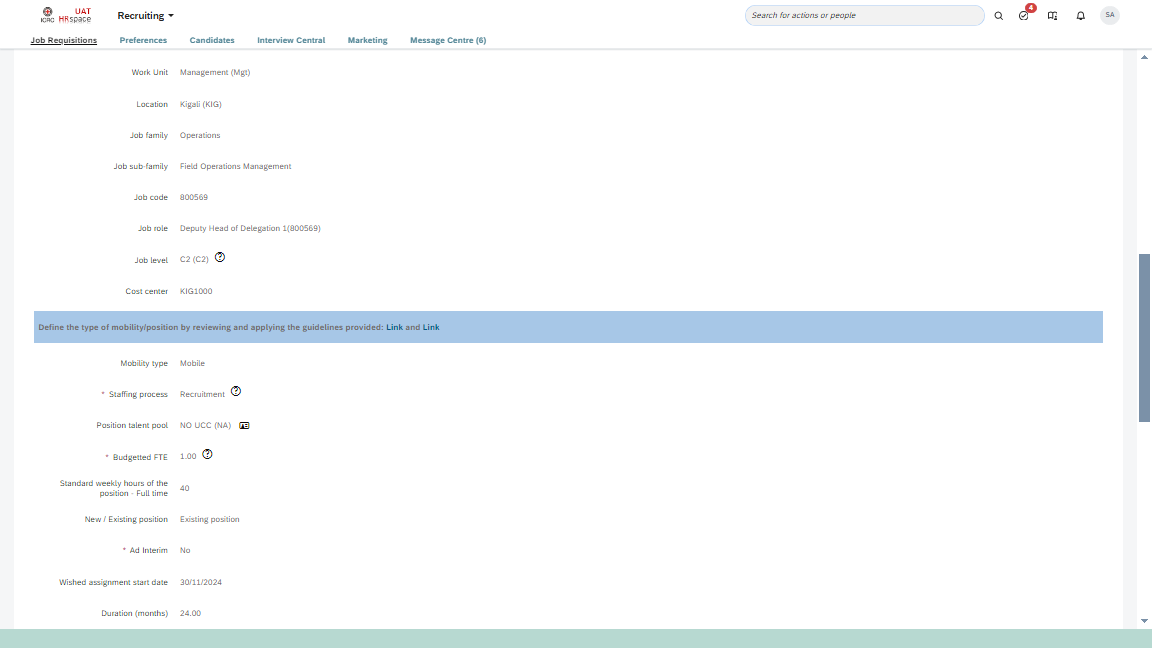 ICRC UAT HRspace Recruiting Search for actions or people 4 SA
Job Requisitions Preferences Candidates Interview Central Marketing Message Centre (6)
Work Unit Management (Mgt)
Location Kigali (KIG)
Job family Operations
Job sub-family Field Operations Management
Job code 800569
Job role Deputy Head of Delegation 1(800569)
Job level C2 (C2) ?
Cost center KIG1000
Define the type of mobility/position by reviewing and applying the guidelines provided: Link and Link
Mobility type Mobile
* Staffing process Recruitment ?
Position talent pool NO UCC (NA)
* Budgetted FTE 1.00 ?
Standard weekly hours of the
position - Full time 40
New / Existing position Existing position
* Ad Interim No
Wished assignment start date 30/11/2024
Duration (months) 24.00